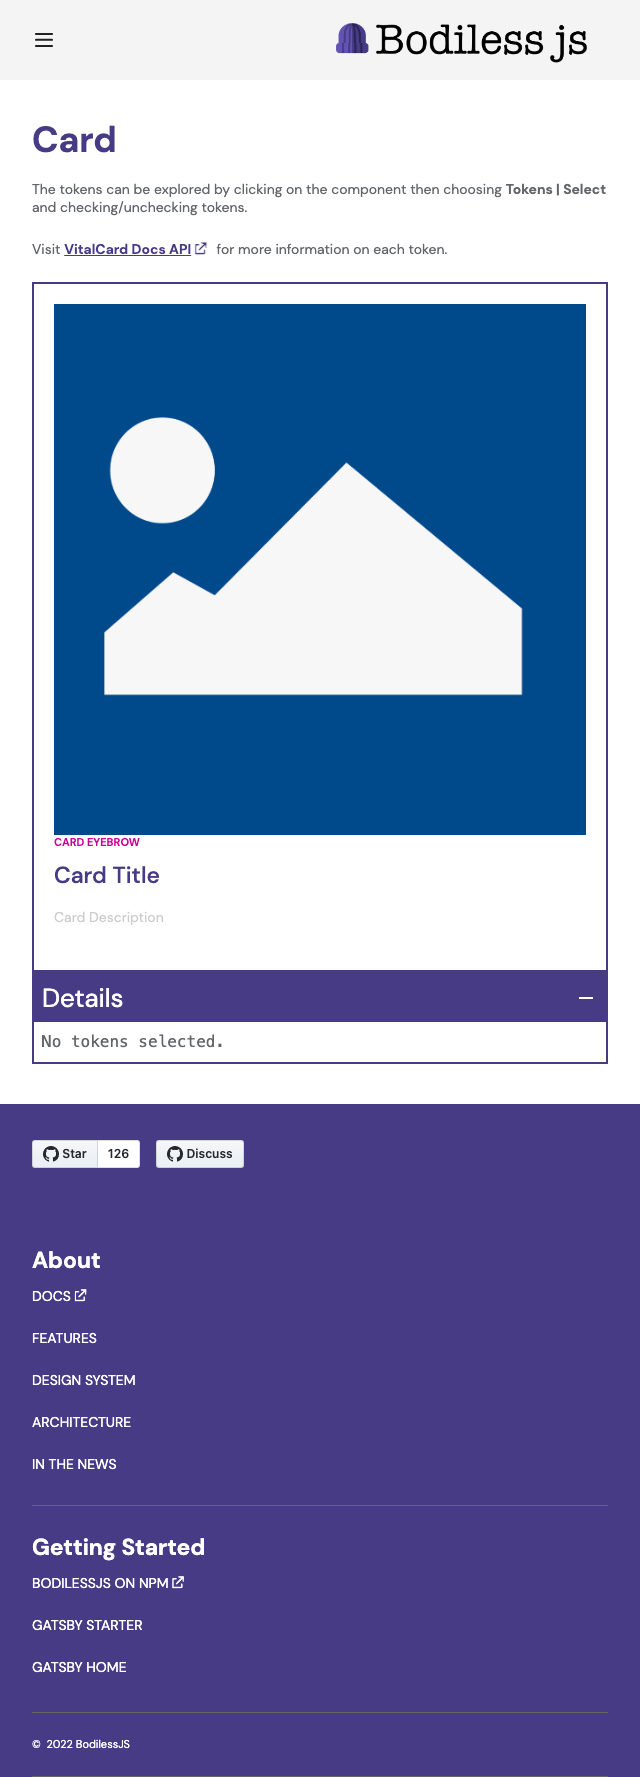 Bodiless js
Card
The tokens can be explored by clicking on the component then choosing Tokens | Select
and checking/unchecking tokens.
Visit VitalCard Docs API for more information on each token.
CARD EYEBROW
Card Title
Card Description
Details
No tokens selected.
Star 126 Discuss
About
DOCS
FEATURES
DESIGN SYSTEM
ARCHITECTURE
IN THE NEWS
Getting Started
BODILESSJS ON NPM
GATSBY STARTER
GATSBY HOME
© 2022 BodilessJS